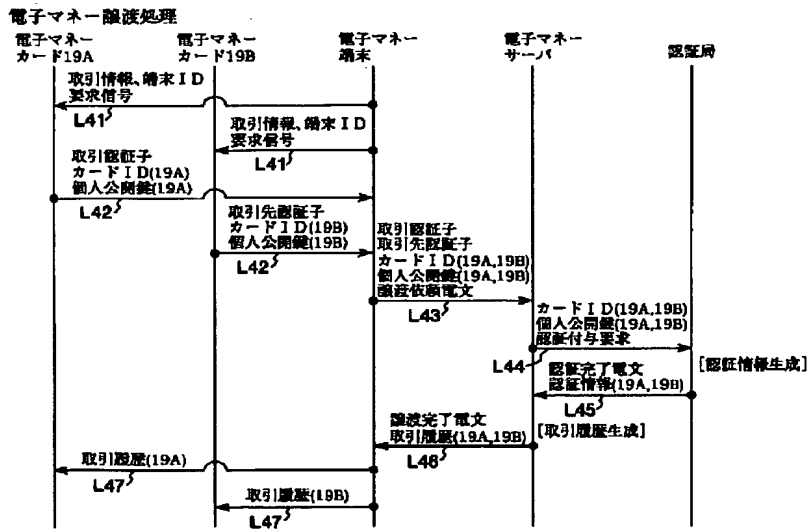 電子マネー譲渡処理
電子マネー
カード19A
電子マネー
カード19B
電子マネー
端末
電子マネー
サーバ
認証局
取引情報、端末ID
要求信号
L41
取引情報、端末ID
要求信号
L41
取引認証子
カードID(19A)
個人公開鍵(19A)
L42
取引先認証子
カードID(19B)
個人公開鍵(19B)
L42
取引認証子
取引先認証子
カードID(19A,19B)
個人公開鍵(19A,19B)
譲渡依頼電文
L43
カードID(19A,19B)
個人公開鍵(19A,19B)
認証付与要求
L44
[認証情報生成]
認証完了電文
認証情報(19A,19B)
L45
譲渡完了電文
取引履歴(19A,19B)
[取引履歴生成]
L46
取引履歴(19A)
L47
取引履歴(19B)
L47